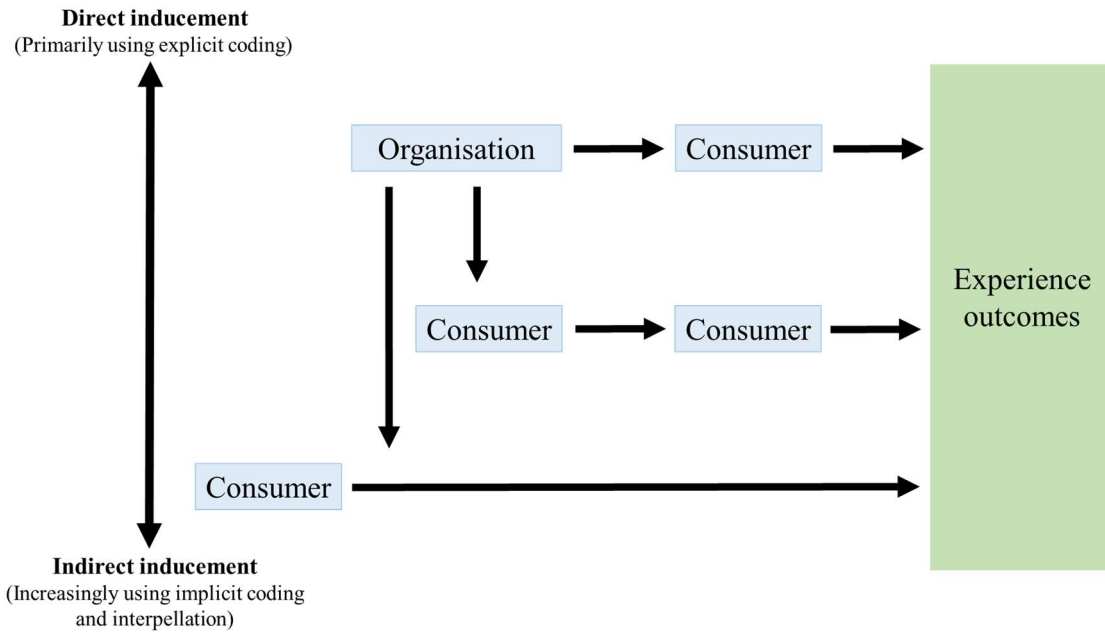 Direct inducement
(Primarily using explicit coding)
Organisation
Consumer
Consumer
Consumer
Experience
outcomes
Consumer
Indirect inducement
(Increasingly using implicit coding
and interpellation)